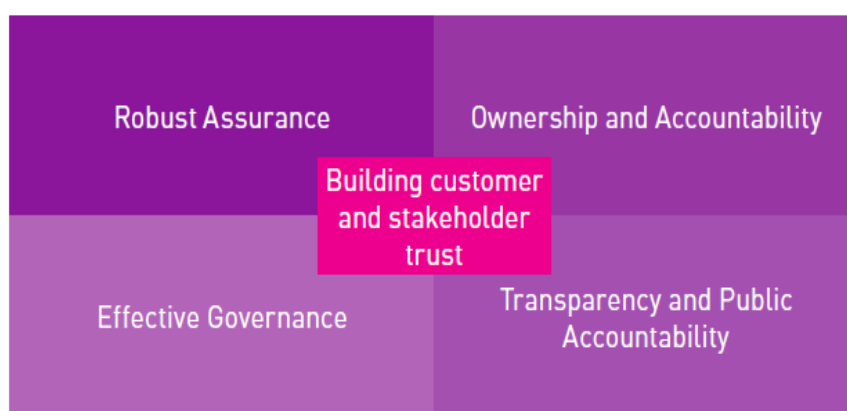 Robust Assurance
Ownership and Accountability
Building customer
and stakeholder
trust
Effective Governance
Transparency and Public
Accountability